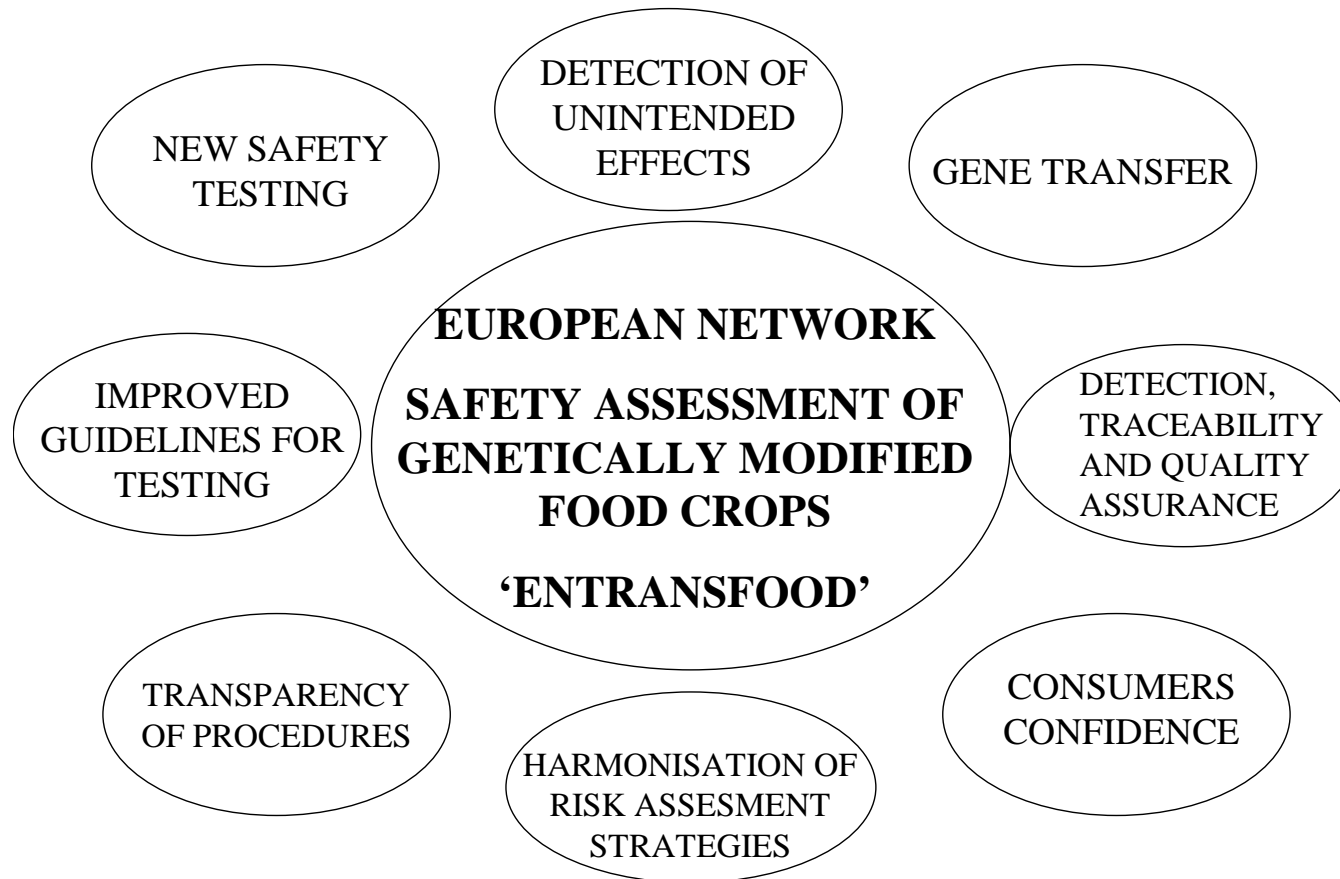 DETECTION OF
UNINTENDED
EFFECTS
NEW SAFETY
TESTING
GENE TRANSFER
EUROPEAN NETWORK
SAFETY ASSESSMENT OF
GENETICALLY MODIFIED
FOOD CROPS
‘ENTRANSFOOD’
IMPROVED
GUIDELINES FOR
TESTING
DETECTION,
TRACEABILITY
AND QUALITY
ASSURANCE
TRANSPARENCY
OF PROCEDURES
HARMONISATION OF
RISK ASSESMENT
STRATEGIES
CONSUMERS
CONFIDENCE